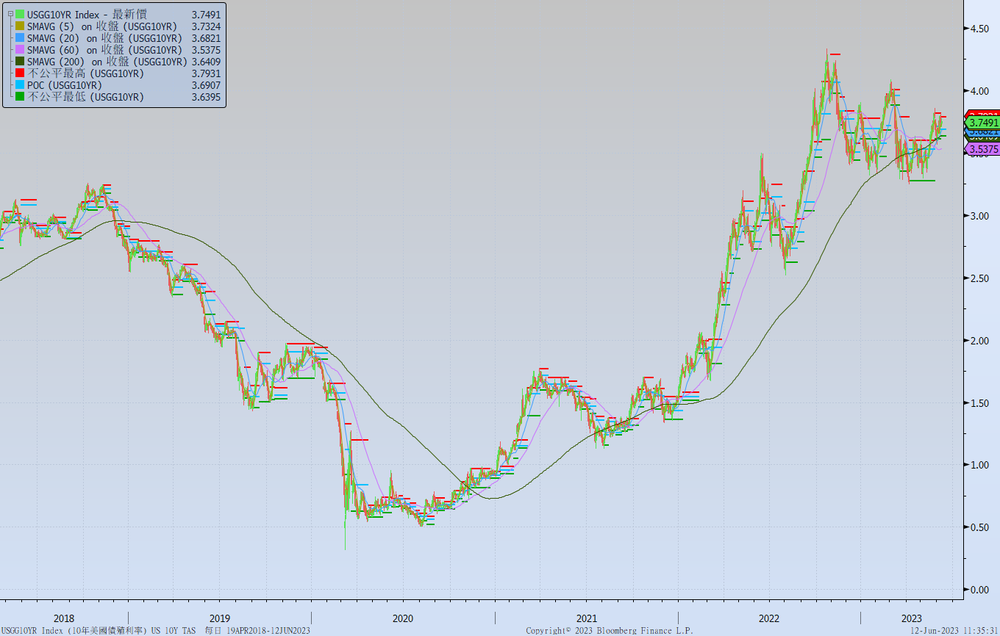 USGG10YR Index - 最新價 3.7491
SMAVG (5) on 收盤 (USGG10YR) 3.7324
SMAVG (20) on 收盤 (USGG10YR) 3.6821
SMAVG (60) on 收盤 (USGG10YR) 3.5375
SMAVG (200) on 收盤 (USGG10YR) 3.6409
不公平最高 (USGG10YR) 3.7931
POC (USGG10YR) 3.6907
不公平最低 (USGG10YR) 3.6395
4.50
4.00
3.7491
3.5375
3.00
2.50
2.00
1.50
1.00
0.50
0.00
2018 2019 2020 2021 2022 2023
USGG10YR Index (10年美國債殖利率) US 10Y TAS 每日 19APR2018-12JUN2023 Copyright© 2023 Bloomberg Finance L.P. 12-Jun-2023 11:35:31